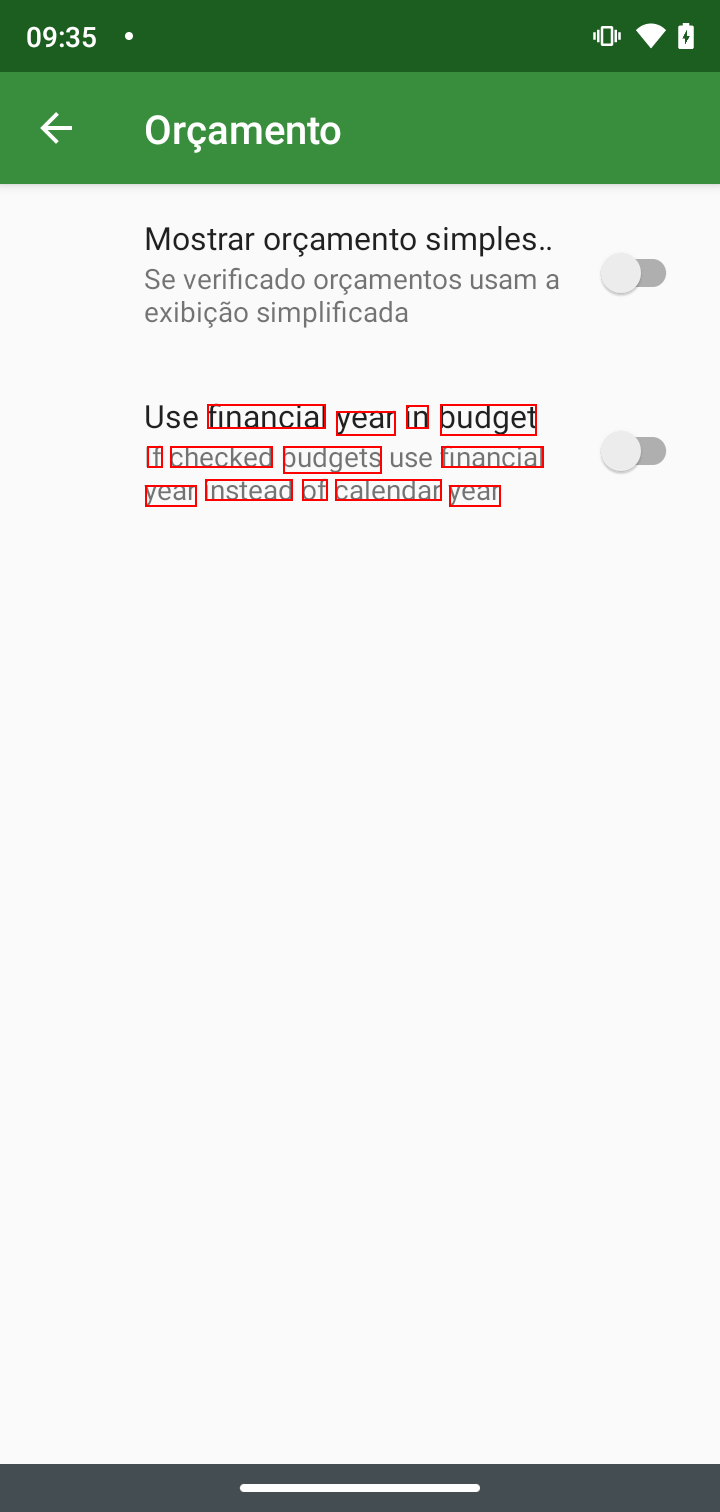 09:35
Orçamento
Mostrar orçamento simples..
Se verificado orçamentos usam a
exibição simplificada
Use financial year in budget
If checked budgets use financial
year instead of calendar year